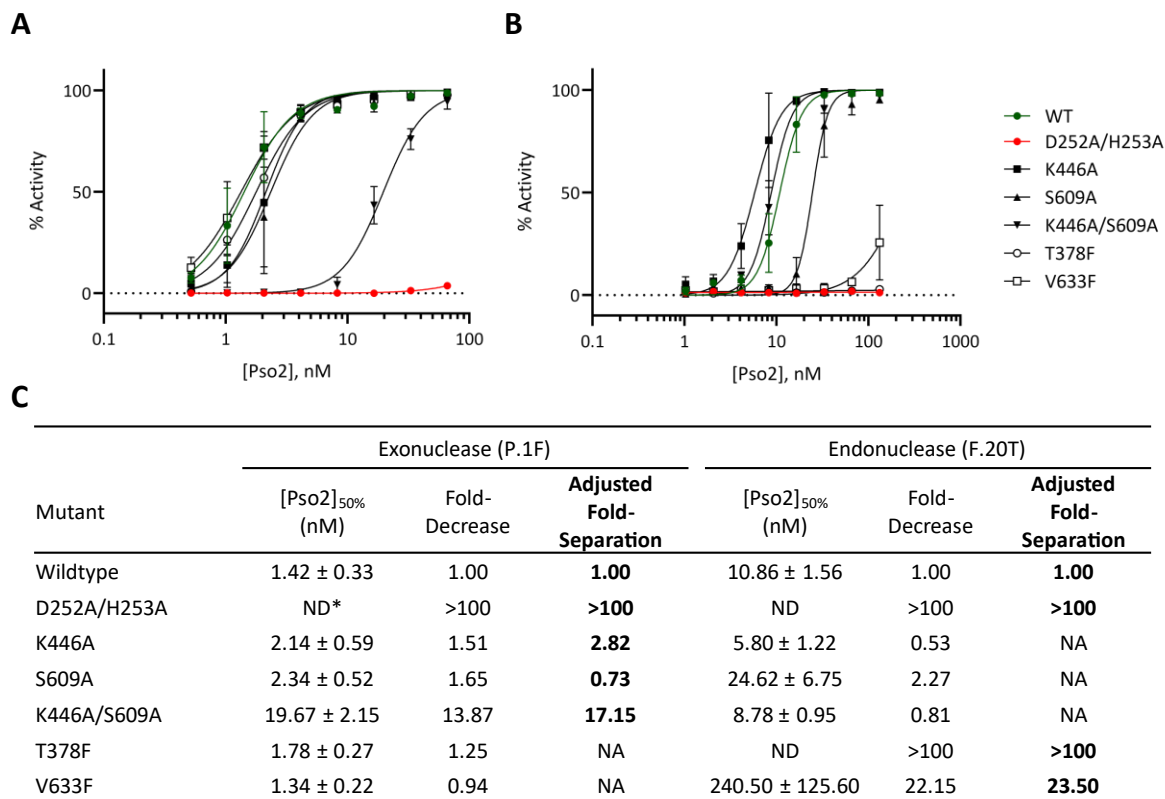 A
B
100
50
0
% Activity
0.1 1 10 100
[Pso2], nM
100
50
0
% Activity
0.1 1 10 100 1000
[Pso2], nM
WT
D252A/H253A
K446A
S609A
K446A/S609A
T378F
V633F
C
Exonuclease (P.1F) Endonuclease (F.20T)
Mutant [Pso2]50% (nM) Fold-Decrease Adjusted Fold-Separation [Pso2]50% (nM) Fold-Decrease Adjusted Fold-Separation
Wildtype 1.42 ± 0.33 1.00 1.00 10.86 ± 1.56 1.00 1.00
D252A/H253A ND* >100 >100 ND >100 >100
K446A 2.14 ± 0.59 1.51 2.82 5.80 ± 1.22 0.53 NA
S609A 2.34 ± 0.52 1.65 0.73 24.62 ± 6.75 2.27 NA
K446A/S609A 19.67 ± 2.15 13.87 17.15 8.78 ± 0.95 0.81 NA
T378F 1.78 ± 0.27 1.25 NA ND >100 >100
V633F 1.34 ± 0.22 0.94 NA 240.50 ± 125.60 22.15 23.50